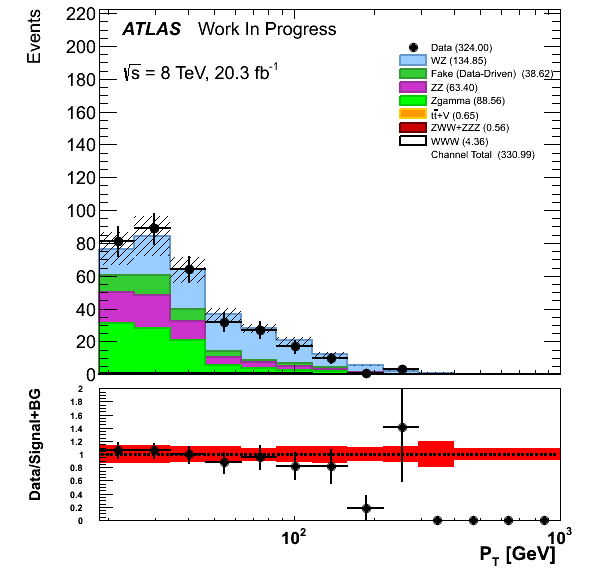 ATLAS Work In Progress
√s = 8 TeV, 20.3 fb⁻¹
Events
220
200
180
160
140
120
100
80
60
40
20
0
Data (324.00)
WZ (134.85)
Fake (Data-Driven) (38.62)
ZZ (63.40)
Zgamma (88.56)
tt̄+V (0.65)
ZWW+ZZZ (0.56)
WWW (4.36)
Channel Total (330.99)
Data/Signal+BG
2
1.8
1.6
1.4
1.2
1
0.8
0.6
0.4
0.2
0
10²
10³
P_T [GeV]